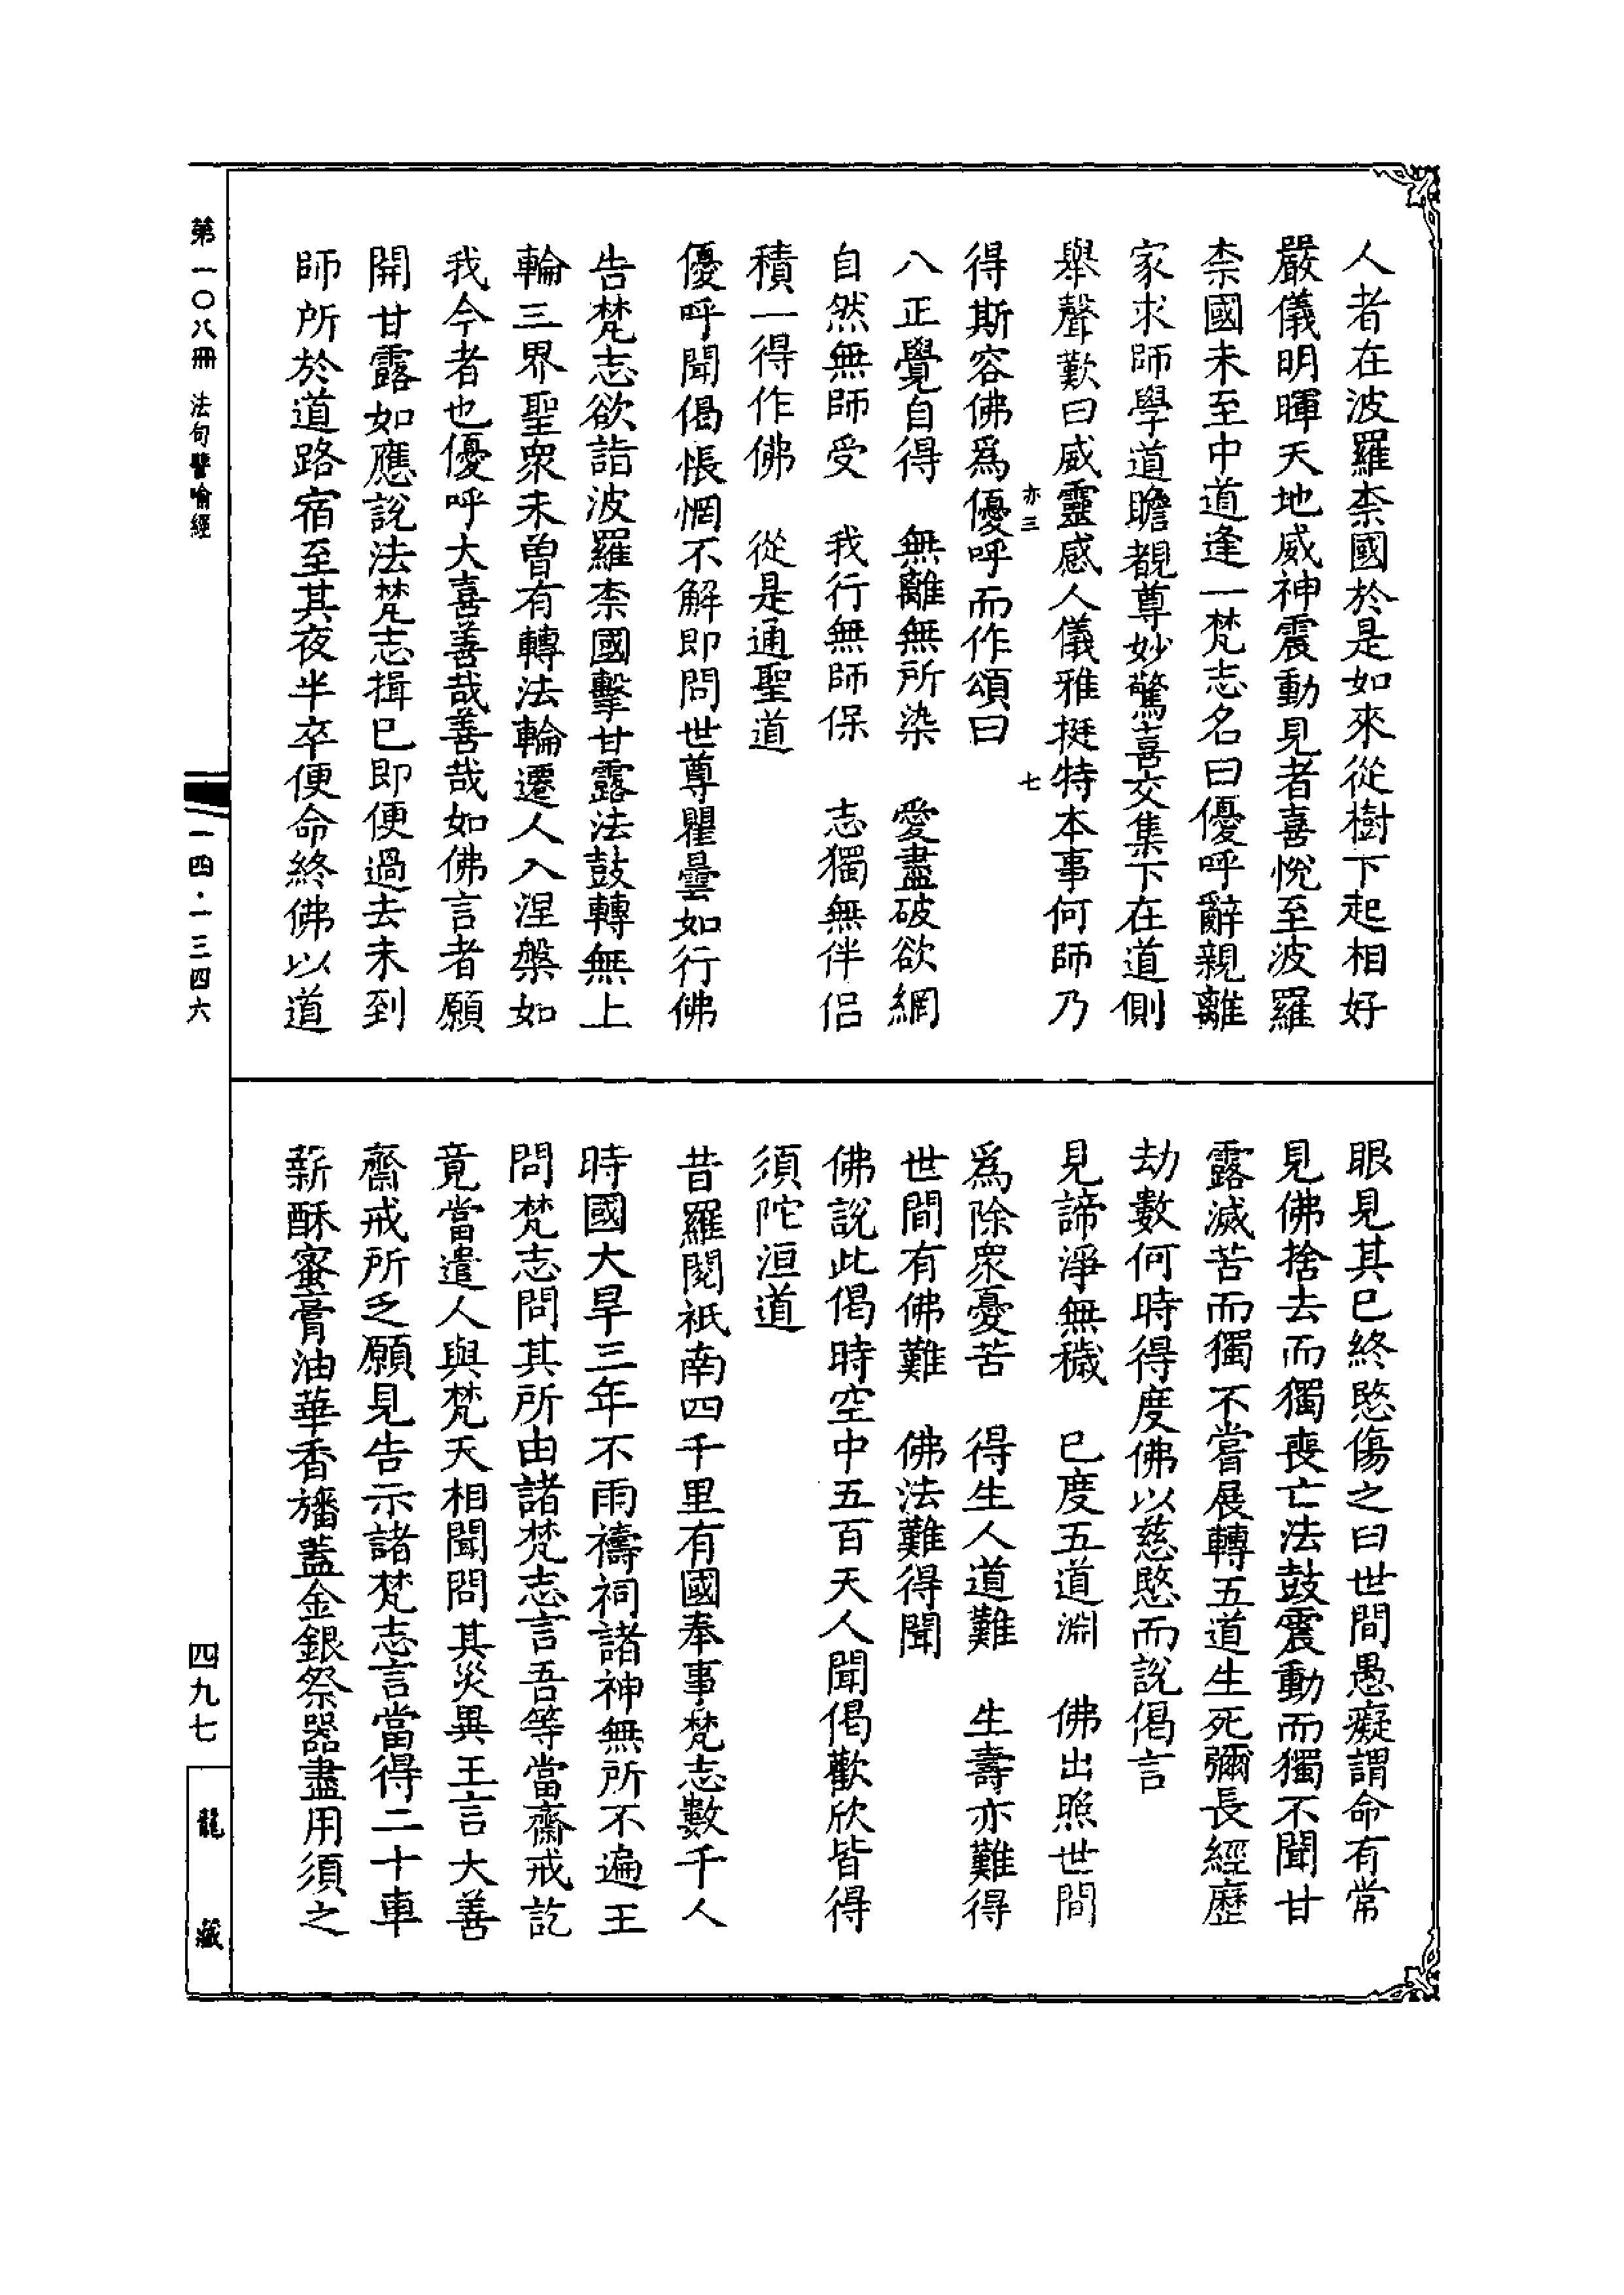 人者在波羅柰國於是如來從樹下起相好
嚴儀明暉天地威神震動見者喜悅至波羅
柰國未至中道逢一梵志名曰優呼辭親離
家求師學道瞻覩尊妙驚喜交集下在道側
舉聲歎曰威靈感人儀雅挺特本事何師乃
亦三　七
得斯容佛為優呼而作頌曰
八正覺自得　無離無所染　愛盡破欲網
自然無師受　我行無師保　志獨無伴侶
積一得作佛　從是通聖道
優呼聞偈悵惘不解即問世尊瞿曇如行佛
告梵志欲詣波羅柰國擊甘露法鼓轉無上
輪三界聖眾未曾有轉法輪遷人入涅槃如
我今者也優呼大喜善哉善哉如佛言者願
開甘露如應說法梵志揖已即便過去未到
師所於道路宿至其夜半卒便命終佛以道
眼見其已終愍傷之曰世間愚癡謂命有常
見佛捨去而獨喪亡法鼓震動而獨不聞甘
露滅苦而獨不嘗展轉五道生死彌長經歷
劫數何時得度佛以慈愍而說偈言
見諦淨無穢　已度五道淵　佛出照世間
為除眾憂苦　得生人道難　生壽亦難得
世間有佛難　佛法難得聞
佛說此偈時空中五百天人聞偈歡欣皆得
須陀洹道
昔羅閱祇南四千里有國奉事梵志數千人
時國大旱三年不雨禱祠諸神無所不遍王
問梵志問其所由諸梵志言吾等當齋戒訖
竟當遣人與梵天相聞問其災異王言大善
齋戒所乏願見告示諸梵志言當得二十車
薪酥蜜膏油華香旛蓋金銀祭器盡用須之
第一〇八冊　法句譬喻經
一四·一三四六
四九七
龍藏